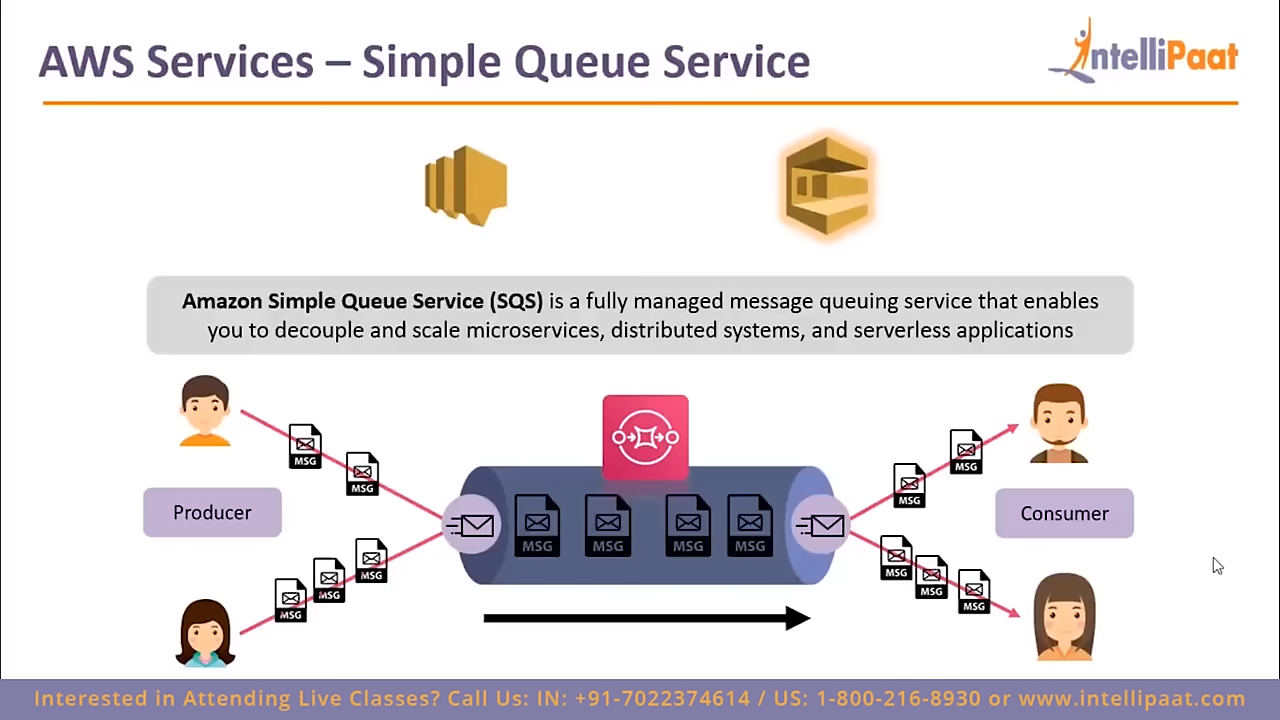 AWS Services – Simple Queue Service
IntelliPaat
Amazon Simple Queue Service (SQS) is a fully managed message queuing service that enables
you to decouple and scale microservices, distributed systems, and serverless applications
MSG
MSG
MSG
MSG
Producer
Consumer
MSG
MSG
MSG
MSG
MSG
MSG
MSG
MSG
MSG
MSG
Interested in Attending Live Classes? Call Us: IN: +91-7022374614 / US: 1-800-216-8930 or www.intellipaat.com